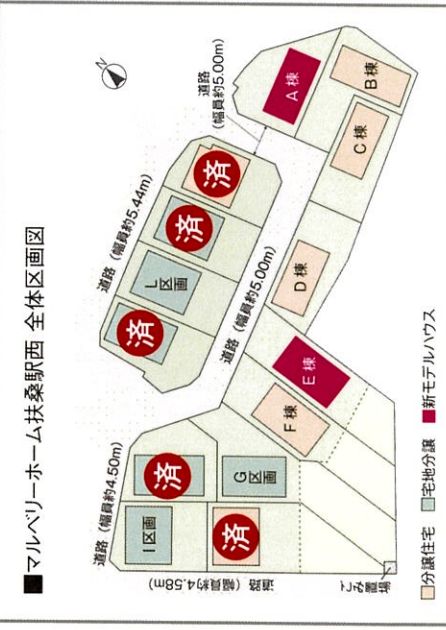 ■マルベリーホーム扶桑駅西 全体区画図
道路(幅員約5.44m)
道路
(幅員約5.00m)
済
済
L区画
済
A棟
B棟
C棟
道路(幅員約5.00m)
D棟
道路(幅員約4.50m)
E棟
F棟
済
I区画
G区画
済
道路(幅員約4.58m)
ゴミ置場
分譲住宅
宅地分譲
新モデルハウス